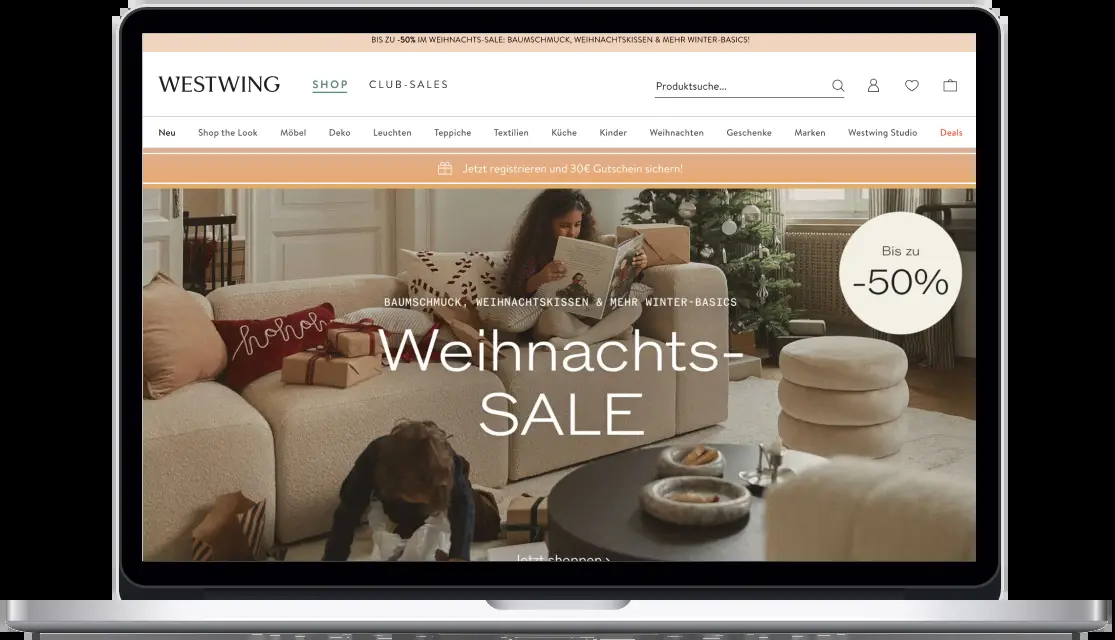 BIS ZU -50% IM WEIHNACHTS-SALE: BAUMSCHMUCK, WEIHNACHTSKISSEN & MEHR WINTER-BASICS!
WESTWING SHOP CLUB-SALES Produktsuche...
Neu Shop the Look Möbel Deko Leuchten Teppiche Textilien Küche Kinder Weihnachten Geschenke Marken Westwing Studio Deals
Jetzt registrieren und 30€ Gutschein sichern!
Bis zu
-50%
hohoh
BAUMSCHMUCK, WEIHNACHTSKISSEN & MEHR WINTER-BASICS
Weihnachts-
SALE
Jetzt shoppen >